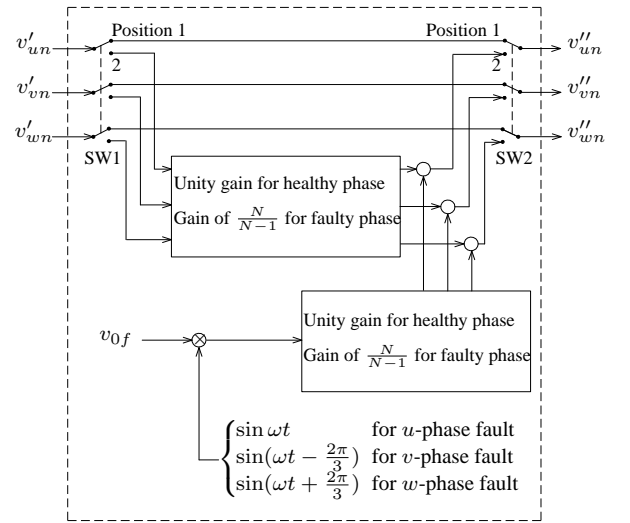 v′un Position 1 Position 1 v′′un
2 2
v′vn v′′vn
v′wn v′′wn
SW1 SW2
Unity gain for healthy phase
Gain of N/N−1 for faulty phase
Unity gain for healthy phase
Gain of N/N−1 for faulty phase
v0f ⊗
{ sin ωt for u-phase fault
sin(ωt − 2π/3) for v-phase fault
sin(ωt + 2π/3) for w-phase fault